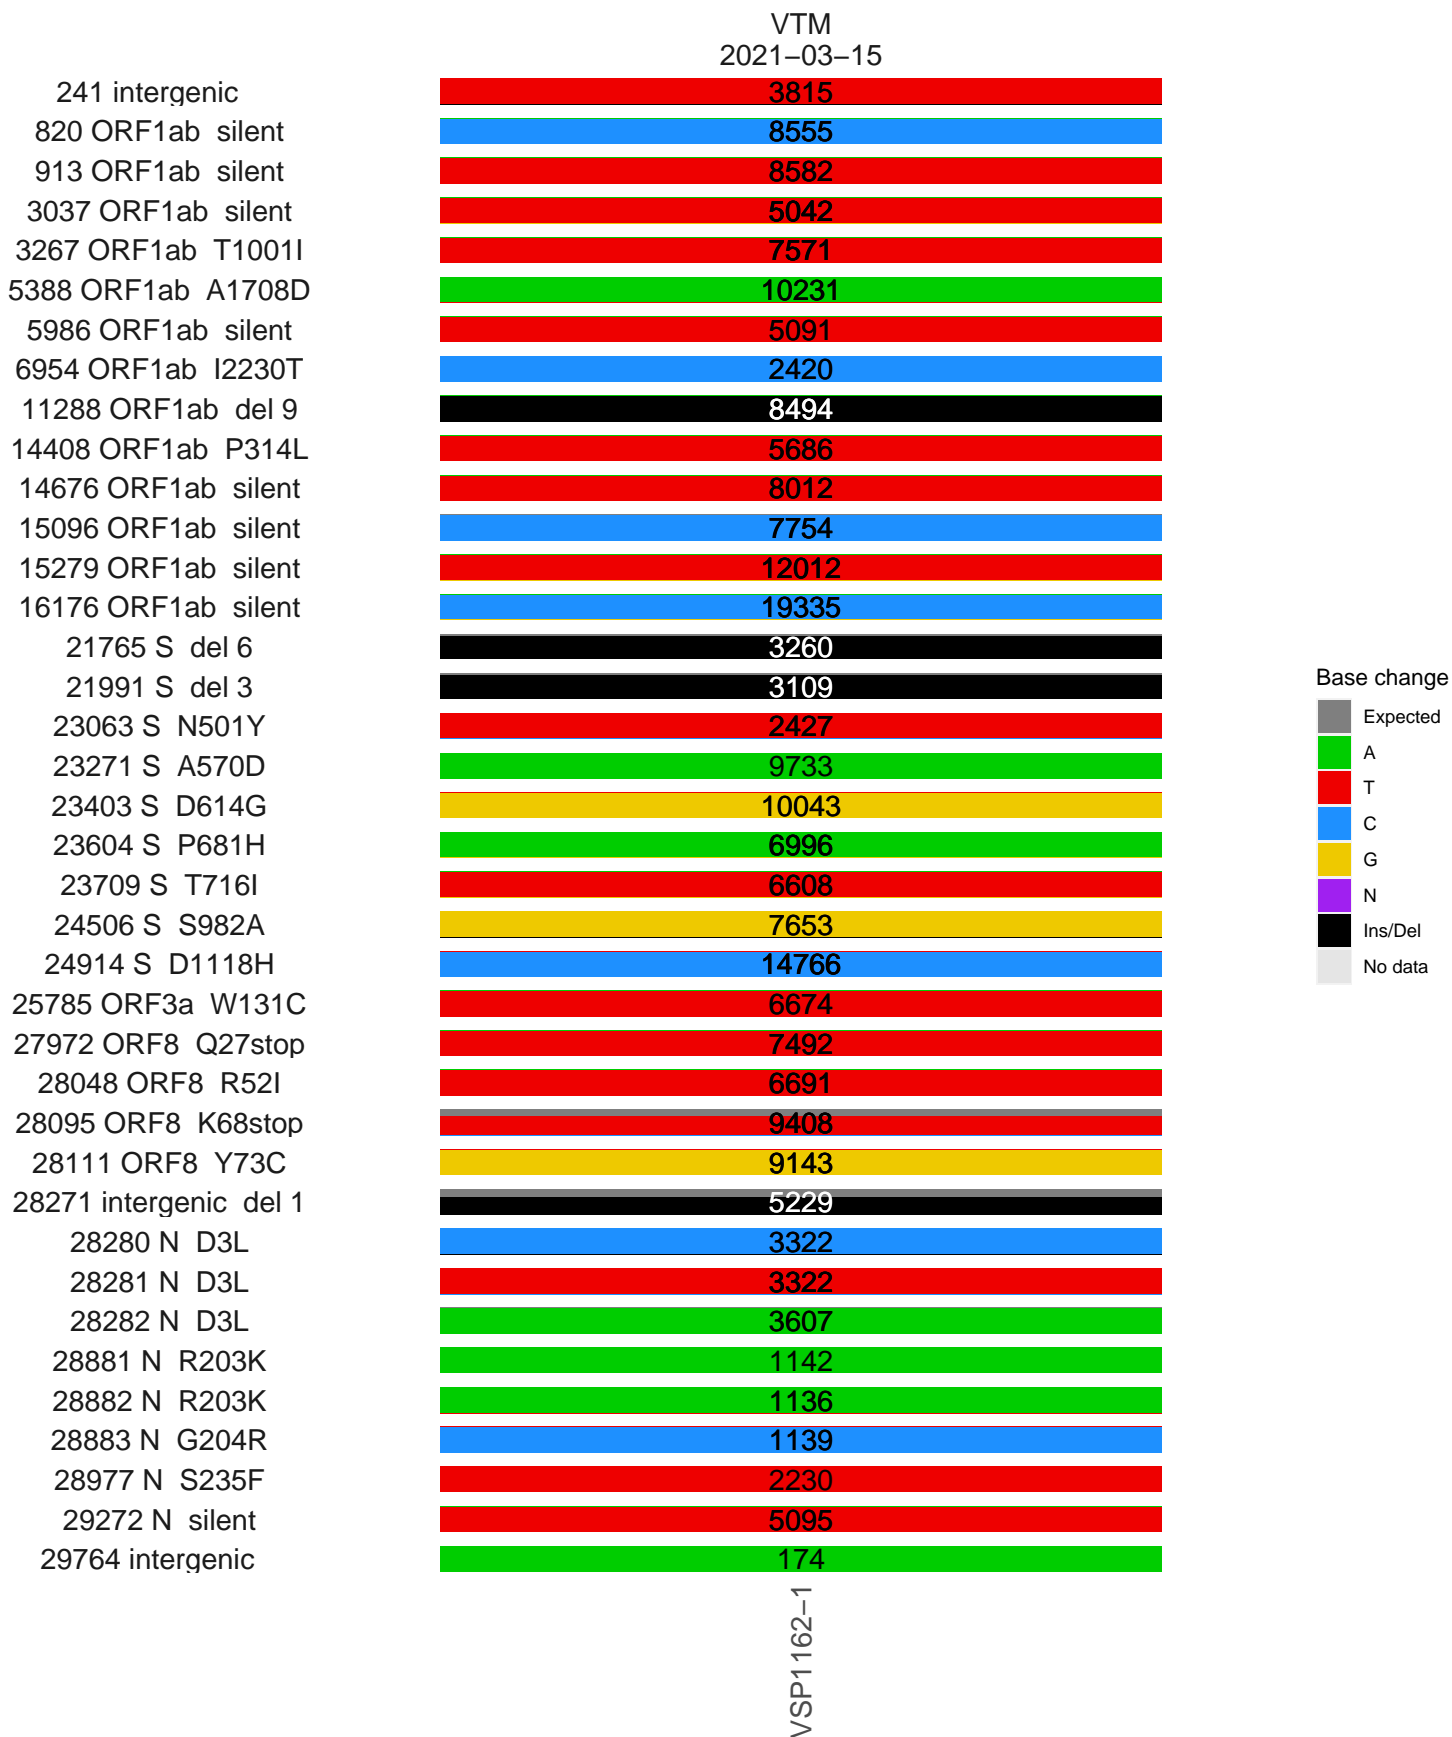 VTM
2021−03−15
241 intergenic 3815
820 ORF1ab silent 8555
913 ORF1ab silent 8582
3037 ORF1ab silent 5042
3267 ORF1ab T1001I 7571
5388 ORF1ab A1708D 10231
5986 ORF1ab silent 5091
6954 ORF1ab I2230T 2420
11288 ORF1ab del 9 8494
14408 ORF1ab P314L 5686
14676 ORF1ab silent 8012
15096 ORF1ab silent 7754
15279 ORF1ab silent 12012
16176 ORF1ab silent 19335
21765 S del 6 3260
21991 S del 3 3109
23063 S N501Y 2427
23271 S A570D 9733
23403 S D614G 10043
23604 S P681H 6996
23709 S T716I 6608
24506 S S982A 7653
24914 S D1118H 14766
25785 ORF3a W131C 6674
27972 ORF8 Q27stop 7492
28048 ORF8 R52I 6691
28095 ORF8 K68stop 9408
28111 ORF8 Y73C 9143
28271 intergenic del 1 5229
28280 N D3L 3322
28281 N D3L 3322
28282 N D3L 3607
28881 N R203K 1142
28882 N R203K 1136
28883 N G204R 1139
28977 N S235F 2230
29272 N silent 5095
29764 intergenic 174
VSP1162−1
Base change
Expected
A
T
C
G
N
Ins/Del
No data